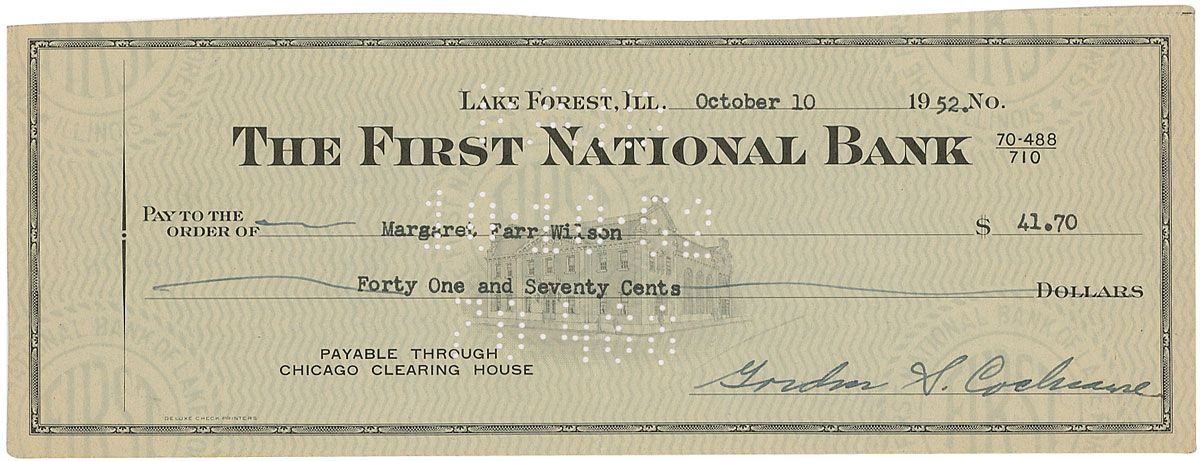 LAKE FOREST, ILL. October 10 1952. No.
THE FIRST NATIONAL BANK 70-488
710
PAY TO THE
ORDER OF Margaret Farr Wilson $ 41.70
Forty One and Seventy Cents DOLLARS
PAYABLE THROUGH
CHICAGO CLEARING HOUSE
Gordon S. Cochrane
DELUXE CHECK PRINTERS